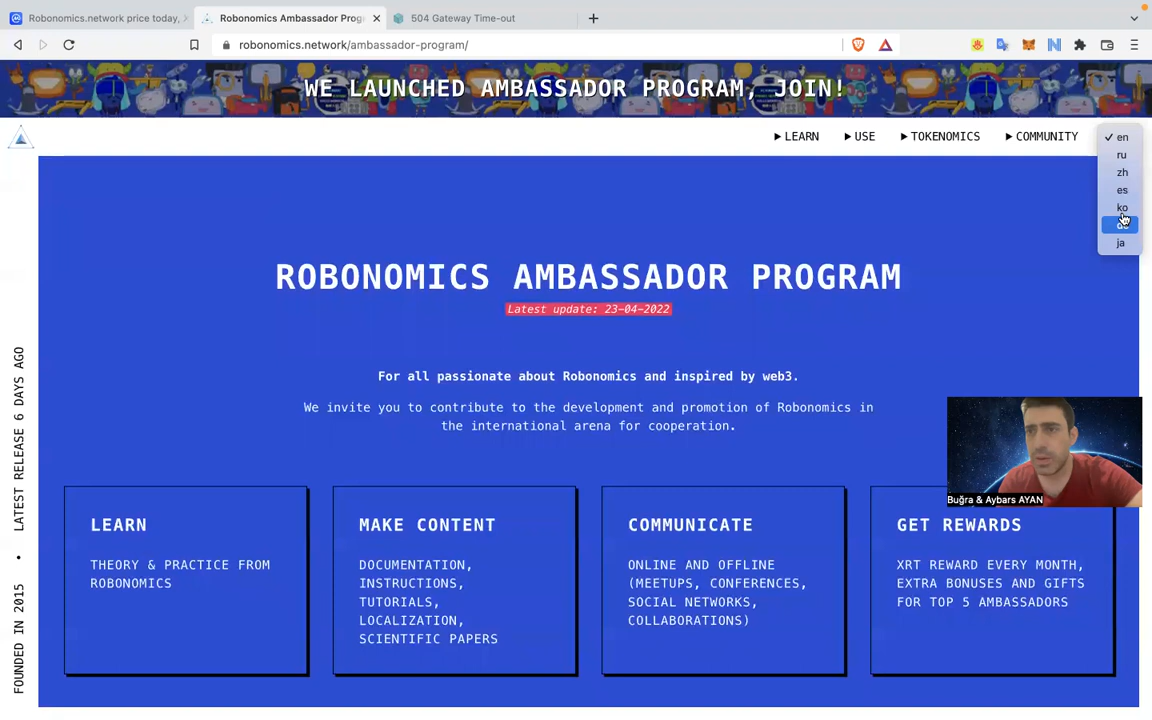 Robonomics.network price today,
Robonomics Ambassador Prog
504 Gateway Time-out
robonomics.network/ambassador-program/
WE LAUNCHED AMBASSADOR PROGRAM, JOIN!
LEARN
USE
TOKENOMICS
COMMUNITY
en
ru
zh
es
ko
ja
ROBONOMICS AMBASSADOR PROGRAM
Latest update: 23-04-2022
For all passionate about Robonomics and inspired by web3.
We invite you to contribute to the development and promotion of Robonomics in
the international arena for cooperation.
LEARN
THEORY & PRACTICE FROM
ROBONOMICS
MAKE CONTENT
DOCUMENTATION,
INSTRUCTIONS,
TUTORIALS,
LOCALIZATION,
SCIENTIFIC PAPERS
COMMUNICATE
ONLINE AND OFFLINE
(MEETUPS, CONFERENCES,
SOCIAL NETWORKS,
COLLABORATIONS)
GET REWARDS
XRT REWARD EVERY MONTH,
EXTRA BONUSES AND GIFTS
FOR TOP 5 AMBASSADORS
Buğra & Aybars AYAN
FOUNDED IN 2015 • LATEST RELEASE 6 DAYS AGO